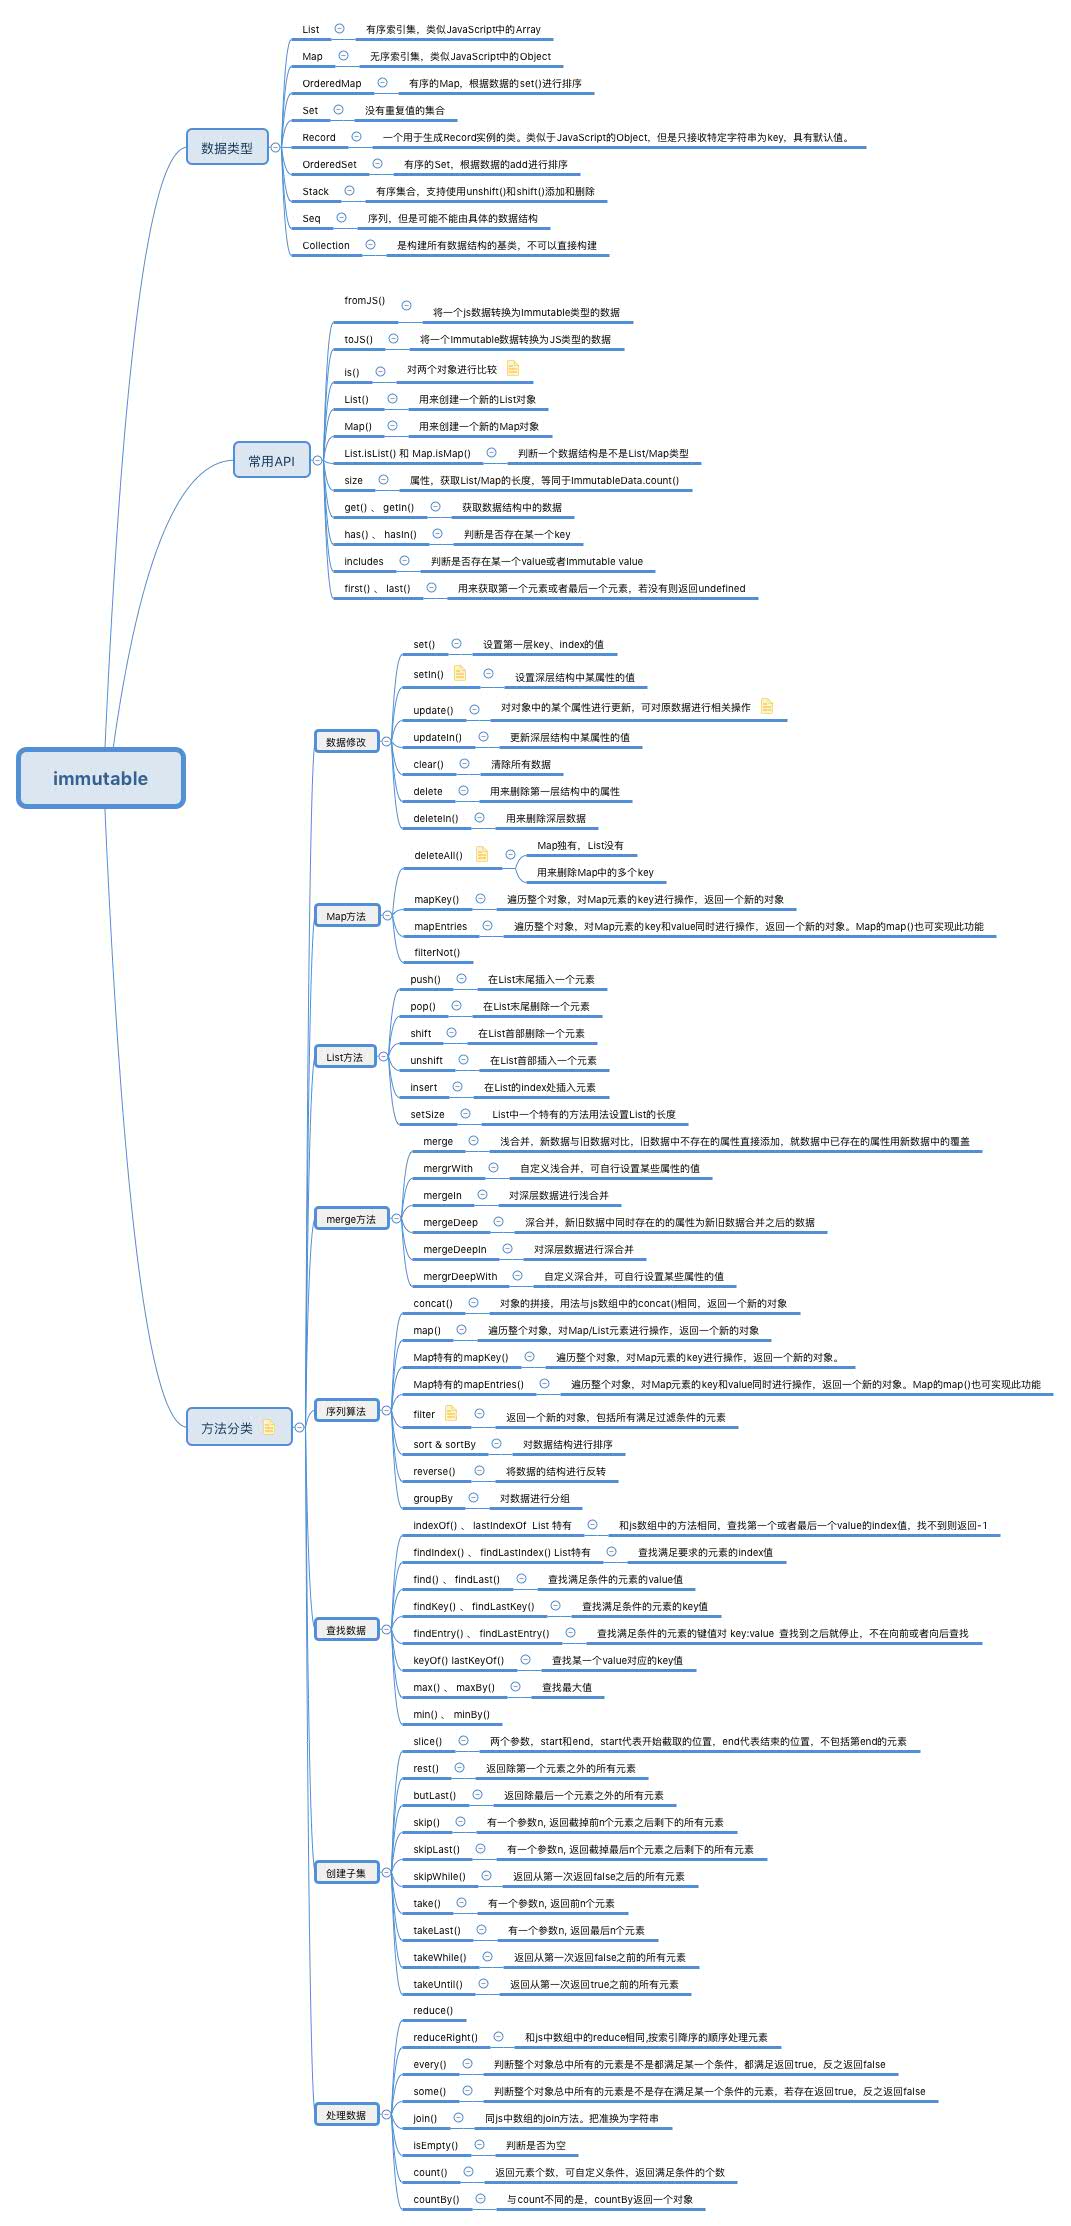 immutable
数据类型
List 有序索引集，类似JavaScript中的Array
Map 无序索引集，类似JavaScript中的Object
OrderedMap 有序的Map，根据数据的set()进行排序
Set 没有重复值的集合
Record 一个用于生成Record实例的类。类似于JavaScript的Object，但是只接收特定字符串为key，具有默认值。
OrderedSet 有序的Set，根据数据的add进行排序
Stack 有序集合，支持使用unshift()和shift()添加和删除
Seq 序列，但是可能不能由具体的数据结构
Collection 是构建所有数据结构的基类，不可以直接构建
常用API
fromJS() 将一个js数据转换为Immutable类型的数据
toJS() 将一个Immutable数据转换为JS类型的数据
is() 对两个对象进行比较
List() 用来创建一个新的List对象
Map() 用来创建一个新的Map对象
List.isList() 和 Map.isMap() 判断一个数据结构是不是List/Map类型
size 属性，获取List/Map的长度，等同于ImmutableData.count()
get() 、 getIn() 获取数据结构中的数据
has() 、 hasIn() 判断是否存在某一个key
includes 判断是否存在某一个value或者Immutable value
first() 、 last() 用来获取第一个元素或者最后一个元素，若没有则返回undefined
方法分类
数据修改
set() 设置第一层key、index的值
setIn() 设置深层结构中某属性的值
update() 对对象中的某个属性进行更新，可对原数据进行相关操作
updateIn() 更新深层结构中某属性的值
clear() 清除所有数据
delete 用来删除第一层结构中的属性
deleteIn() 用来删除深层数据
Map方法
deleteAll() Map独有，List没有
用来删除Map中的多个key
mapKey() 遍历整个对象，对Map元素的key进行操作，返回一个新的对象
mapEntries 遍历整个对象，对Map元素的key和value同时进行操作，返回一个新的对象。Map的map()也可实现此功能
filterNot()
List方法
push() 在List末尾插入一个元素
pop() 在List末尾删除一个元素
shift 在List首部删除一个元素
unshift 在List首部插入一个元素
insert 在List的index处插入元素
setSize List中一个特有的方法用法设置List的长度
merge方法
merge 浅合并，新数据与旧数据对比，旧数据中不存在的属性直接添加，就数据中已存在的属性用新数据中的覆盖
mergrWith 自定义浅合并，可自行设置某些属性的值
mergeIn 对深层数据进行浅合并
mergeDeep 深合并，新旧数据中同时存在的的属性为新旧数据合并之后的数据
mergeDeepIn 对深层数据进行深合并
mergrDeepWith 自定义深合并，可自行设置某些属性的值
序列算法
concat() 对象的拼接，用法与js数组中的concat()相同，返回一个新的对象
map() 遍历整个对象，对Map/List元素进行操作，返回一个新的对象
Map特有的mapKey() 遍历整个对象，对Map元素的key进行操作，返回一个新的对象。
Map特有的mapEntries() 遍历整个对象，对Map元素的key和value同时进行操作，返回一个新的对象。Map的map()也可实现此功能
filter 返回一个新的对象，包括所有满足过滤条件的元素
sort & sortBy 对数据结构进行排序
reverse() 将数据的结构进行反转
groupBy 对数据进行分组
查找数据
indexOf() 、 lastIndexOf List 特有 和js数组中的方法相同，查找第一个或者最后一个value的index值，找不到则返回-1
findIndex() 、 findLastIndex() List特有 查找满足要求的元素的index值
find() 、 findLast() 查找满足条件的元素的value值
findKey() 、 findLastKey() 查找满足条件的元素的key值
findEntry() 、 findLastEntry() 查找满足条件的元素的键值对 key:value 查找到之后就停止，不在向前或者向后查找
keyOf() lastKeyOf() 查找某一个value对应的key值
max() 、 maxBy() 查找最大值
min() 、 minBy()
创建子集
slice() 两个参数，start和end，start代表开始截取的位置，end代表结束的位置，不包括第end的元素
rest() 返回除第一个元素之外的所有元素
butLast() 返回除最后一个元素之外的所有元素
skip() 有一个参数n, 返回截掉前n个元素之后剩下的所有元素
skipLast() 有一个参数n, 返回截掉最后n个元素之后剩下的所有元素
skipWhile() 返回从第一次返回false之后的所有元素
take() 有一个参数n, 返回前n个元素
takeLast() 有一个参数n, 返回最后n个元素
takeWhile() 返回从第一次返回false之前的所有元素
takeUntil() 返回从第一次返回true之前的所有元素
处理数据
reduce()
reduceRight() 和js中数组中的reduce相同,按索引降序的顺序处理元素
every() 判断整个对象总中所有的元素是不是都满足某一个条件，都满足返回true，反之返回false
some() 判断整个对象总中所有的元素是不是存在满足某一个条件的元素，若存在返回true，反之返回false
join() 同js中数组的join方法。把准换为字符串
isEmpty() 判断是否为空
count() 返回元素个数，可自定义条件，返回满足条件的个数
countBy() 与count不同的是，countBy返回一个对象